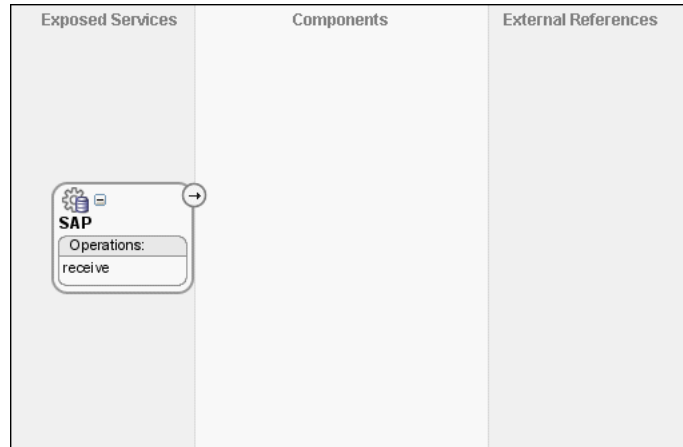 Exposed Services
Components
External References
SAP
Operations:
receive